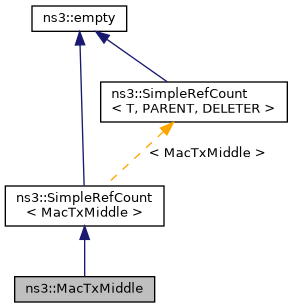 ns3::empty
ns3::SimpleRefCount
< T, PARENT, DELETER >
< MacTxMiddle >
ns3::SimpleRefCount
< MacTxMiddle >
ns3::MacTxMiddle